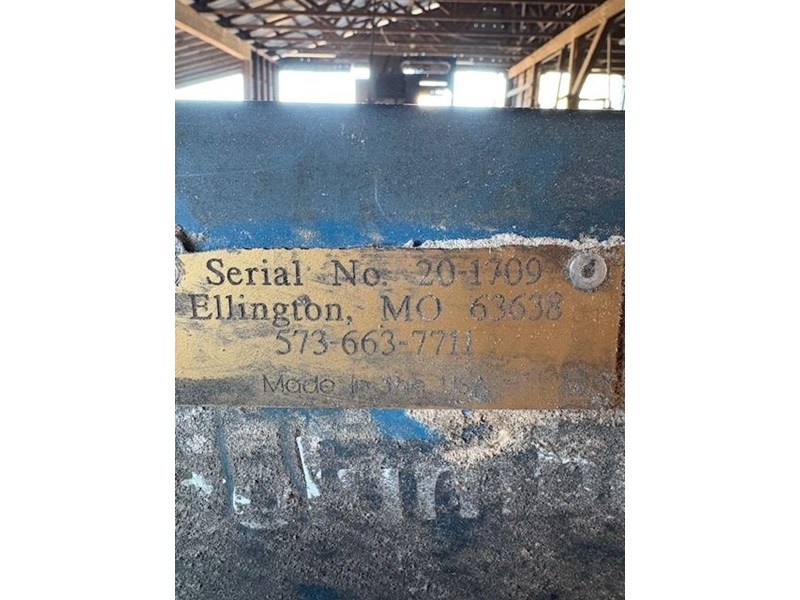 Serial No. 20-1709
Ellington, MO 63638
573-663-7711
Made in the USA